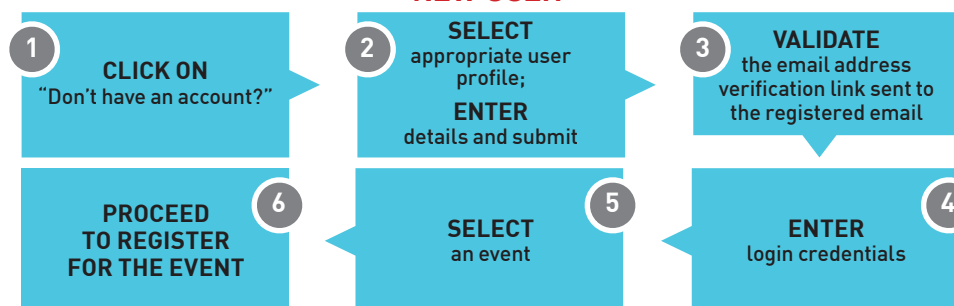 NEW USER
1
CLICK ON
“Don’t have an account?”
2
SELECT
appropriate user
profile;
ENTER
details and submit
3
VALIDATE
the email address
verification link sent to
the registered email
4
ENTER
login credentials
5
SELECT
an event
6
PROCEED
TO REGISTER
FOR THE EVENT